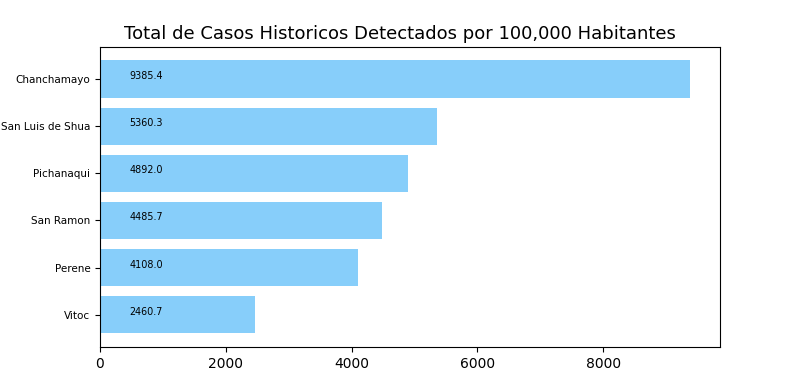 Total de Casos Historicos Detectados por 100,000 Habitantes
Chanchamayo 9385.4
San Luis de Shua 5360.3
Pichanaqui 4892.0
San Ramon 4485.7
Perene 4108.0
Vitoc 2460.7
0 2000 4000 6000 8000